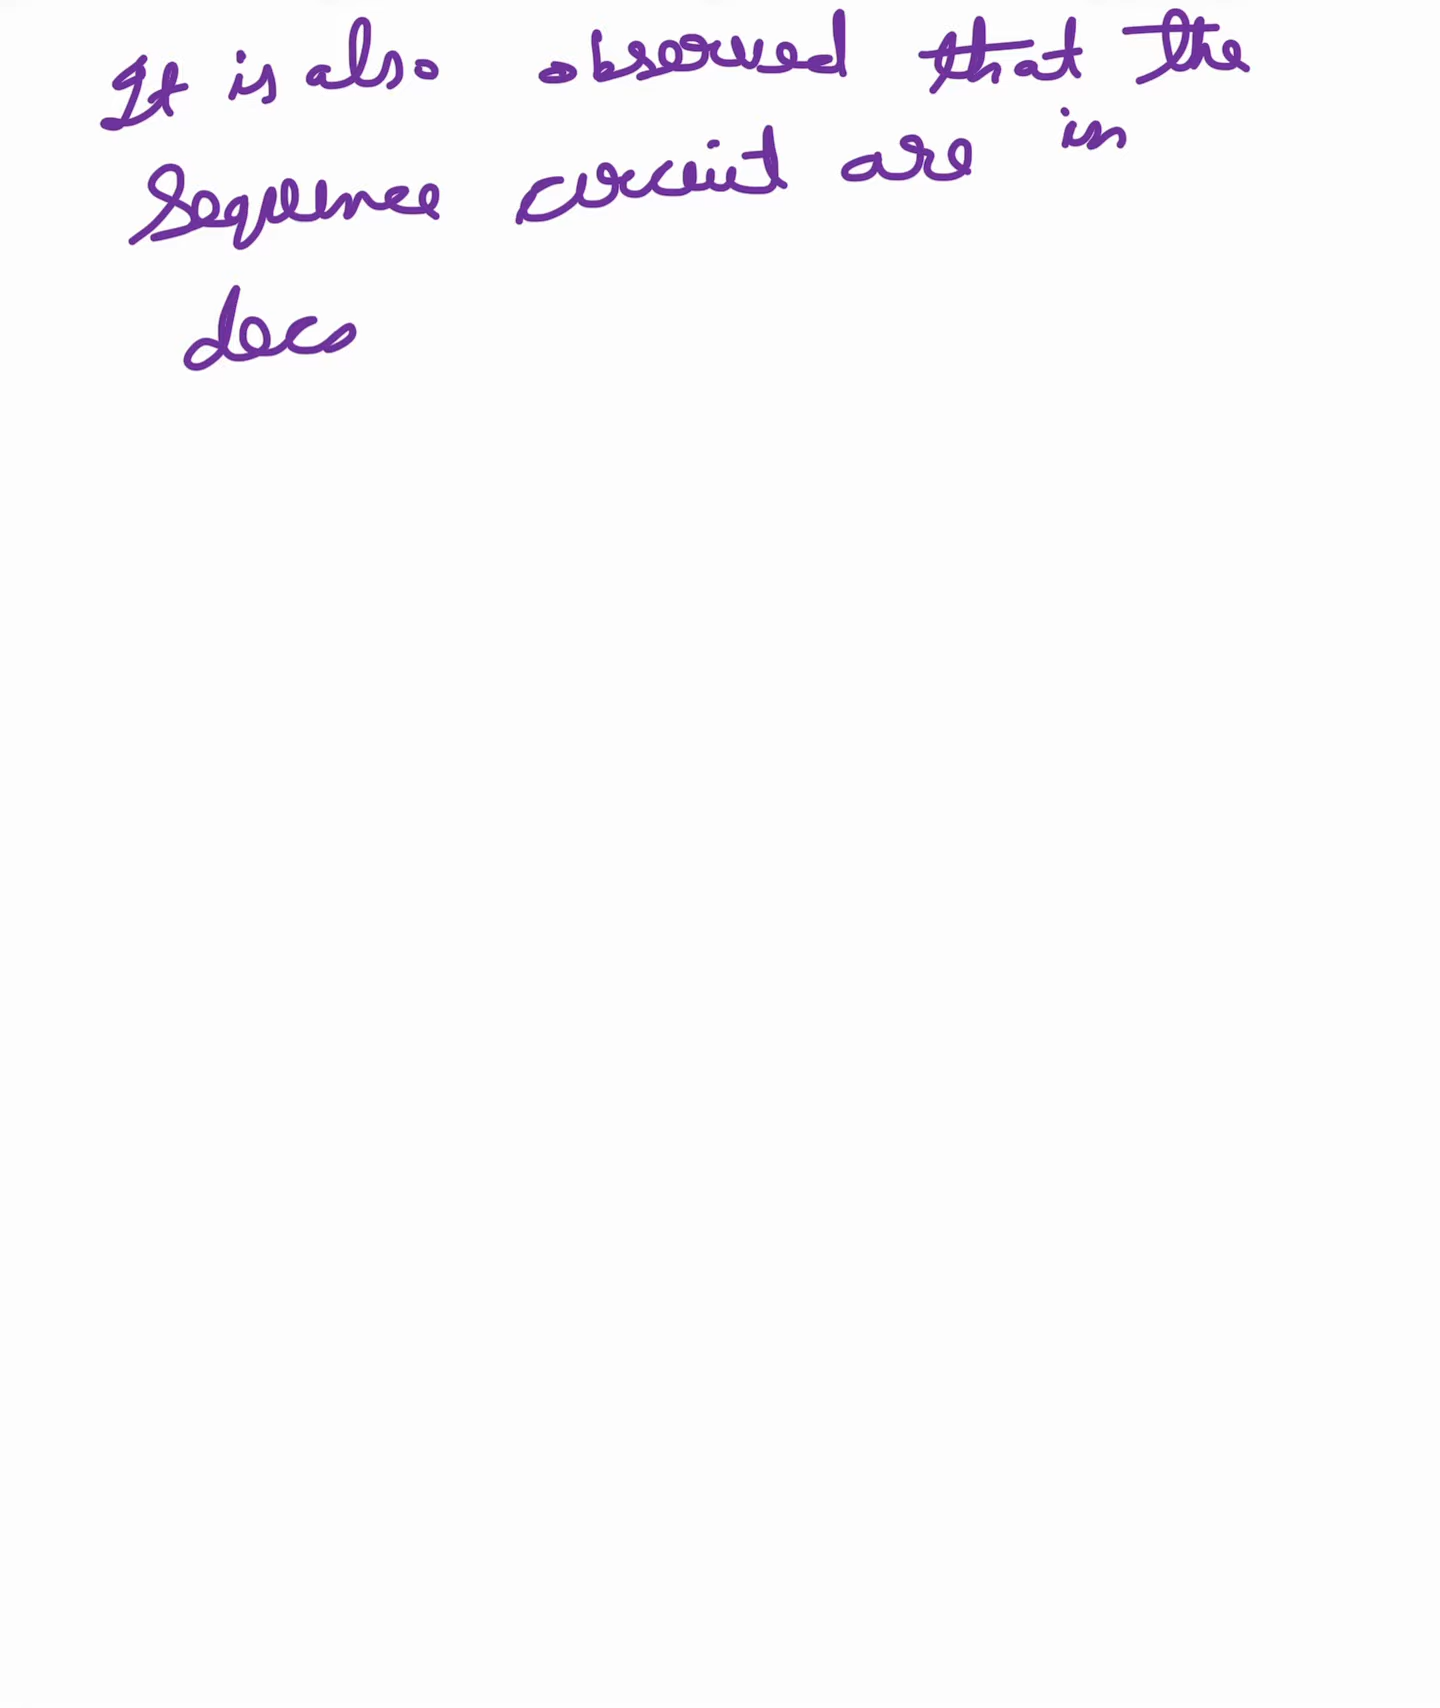 It is also observed that the
Sequence circuit are in
deco